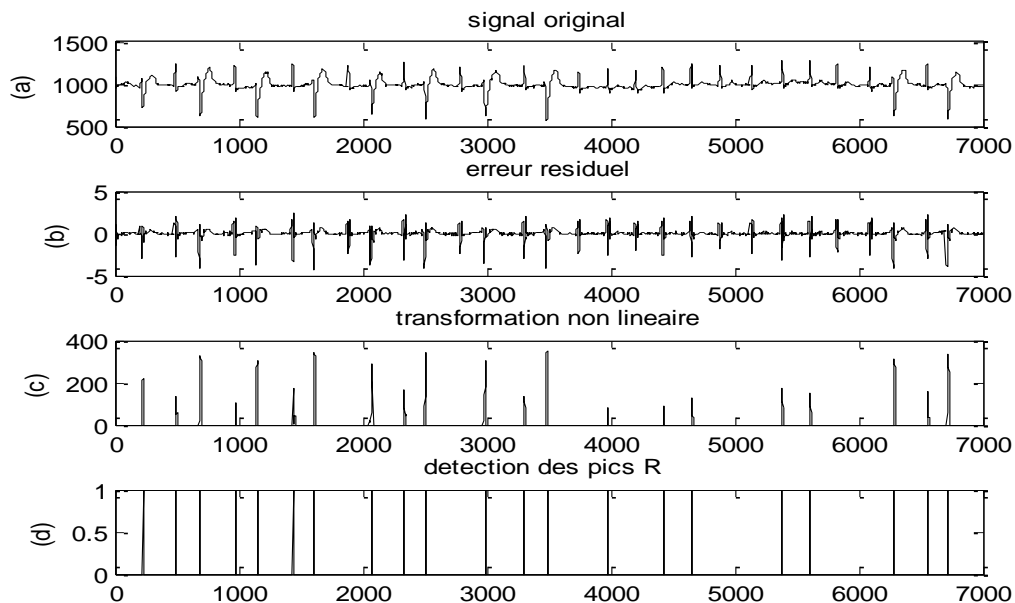 signal original
1500
1000
500
(a)
0 1000 2000 3000 4000 5000 6000 7000
erreur residuel
5
0
-5
(b)
0 1000 2000 3000 4000 5000 6000 7000
transformation non lineaire
400
200
0
(c)
0 1000 2000 3000 4000 5000 6000 7000
detection des pics R
1
0.5
0
(d)
0 1000 2000 3000 4000 5000 6000 7000